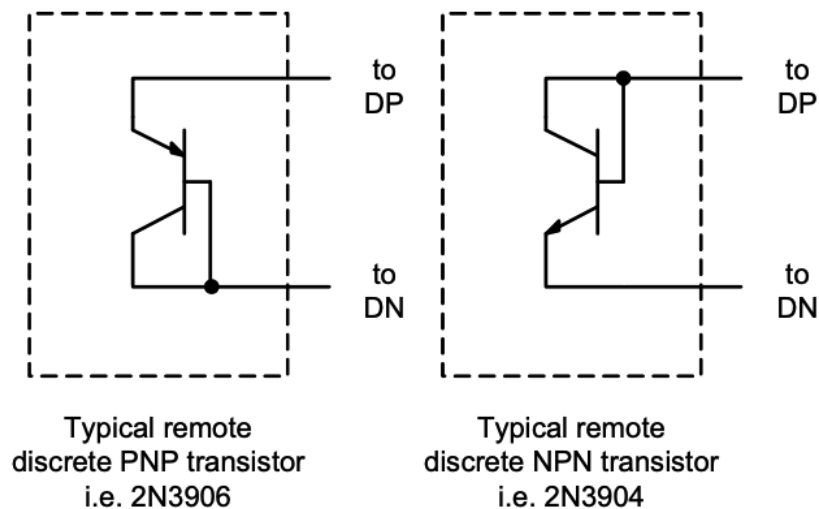 to
DP
to
DN
Typical remote
discrete PNP transistor
i.e. 2N3906
to
DP
to
DN
Typical remote
discrete NPN transistor
i.e. 2N3904